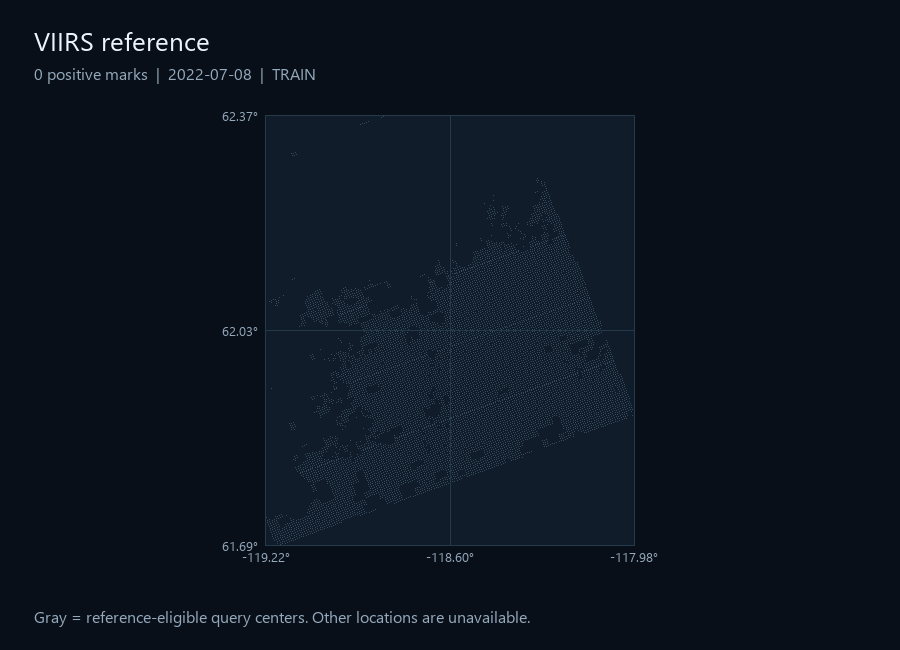 VIIRS reference
0 positive marks | 2022-07-08 | TRAIN
62.37°
62.03°
61.69°
-119.22°
-118.60°
-117.98°
Gray = reference-eligible query centers. Other locations are unavailable.